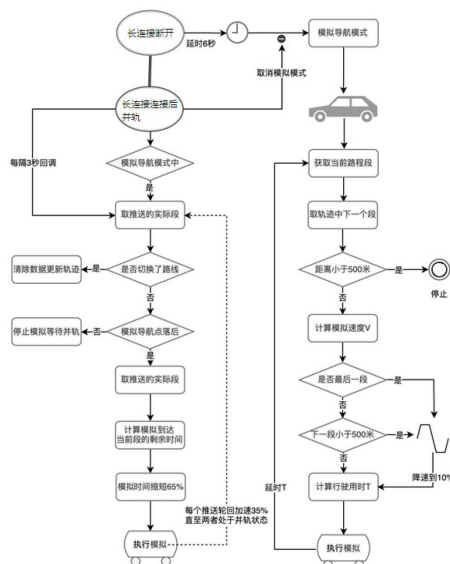 长连接断开
延时6秒
模拟导航模式
取消模拟模式
长连接连接后
并轨
每隔3秒回调
模拟导航模式中
是
取推送的实际段
是否切换了路线
是
清除数据更新轨迹
否
模拟导航点落后
否
停止模拟等待并轨
是
取推送的实际段
计算模拟到达
当前段的剩余时间
模拟时间缩短65%
每个推送轮回加速35%
直至两者处于并轨状态
执行模拟
获取当前路程段
取轨迹中下一个段
距离小于500米
是
停止
否
计算模拟速度V
是否最后一段
是
否
下一段小于500米
是
否
降速到10%
计算行驶用时T
延时T
执行模拟